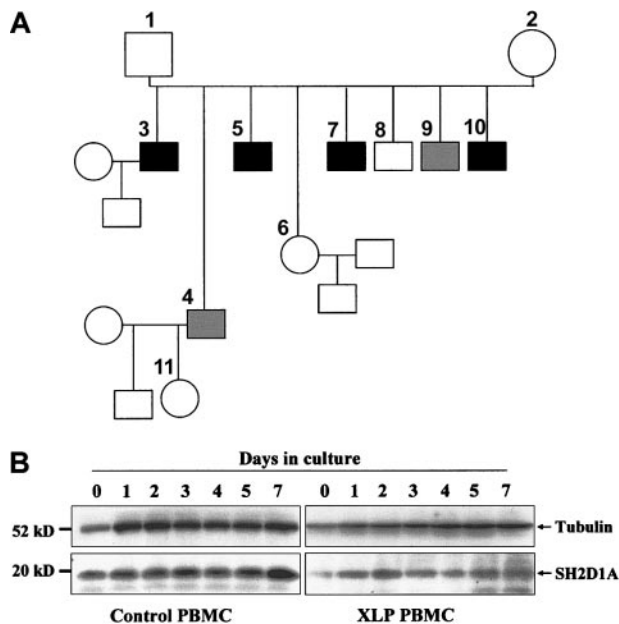 A
1
2
3
5
7
8
9
10
6
4
11
B
Days in culture
0 1 2 3 4 5 7 0 1 2 3 4 5 7
52 kD
Tubulin
20 kD
SH2D1A
Control PBMC XLP PBMC